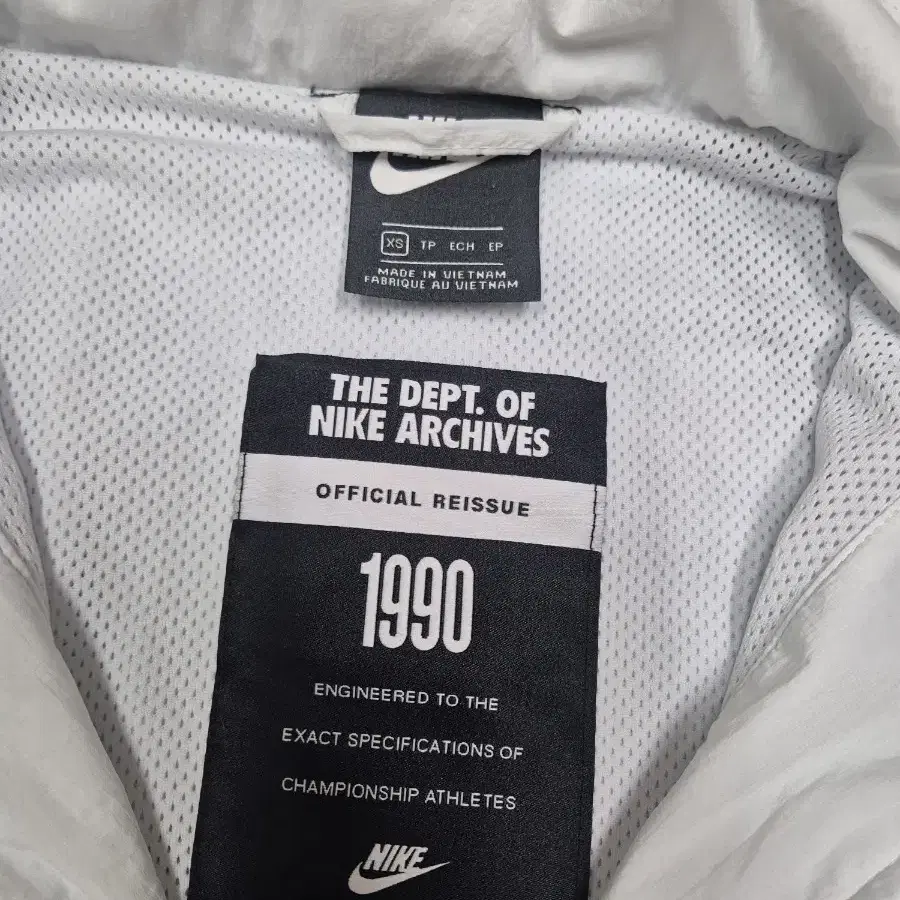 XS TP ECH EP
MADE IN VIETNAM
FABRIQUE AU VIETNAM
THE DEPT. OF
NIKE ARCHIVES
OFFICIAL REISSUE
1990
ENGINEERED TO THE
EXACT SPECIFICATIONS OF
CHAMPIONSHIP ATHLETES
NIKE